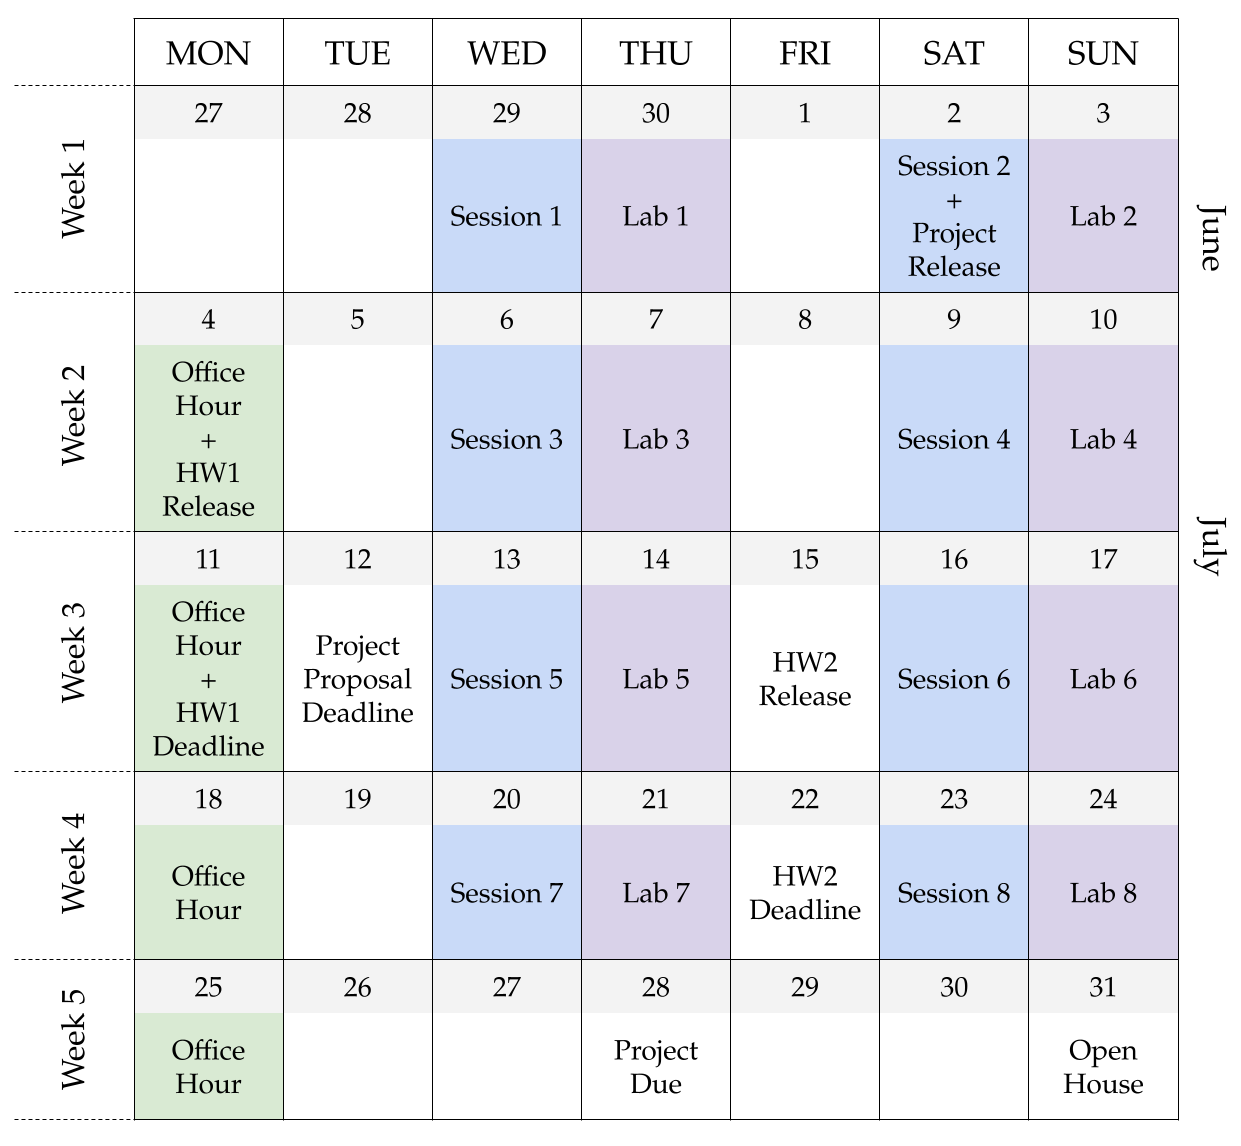 MON TUE WED THU FRI SAT SUN
Week 1
27 28 29 30 1 2 3
Session 1
Lab 1
Session 2
+
Project
Release
Lab 2
June
Week 2
4 5 6 7 8 9 10
Office
Hour
+
HW1
Release
Session 3
Lab 3
Session 4
Lab 4
July
Week 3
11 12 13 14 15 16 17
Office
Hour
+
HW1
Deadline
Project
Proposal
Deadline
Session 5
Lab 5
HW2
Release
Session 6
Lab 6
Week 4
18 19 20 21 22 23 24
Office
Hour
Session 7
Lab 7
HW2
Deadline
Session 8
Lab 8
Week 5
25 26 27 28 29 30 31
Office
Hour
Project
Due
Open
House